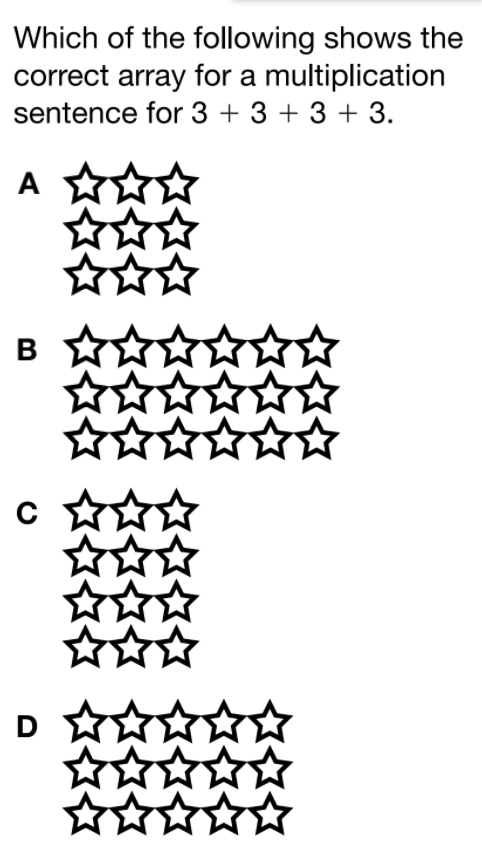 Which of the following shows the
correct array for a multiplication
sentence for 3 + 3 + 3 + 3.
A
B
C
D